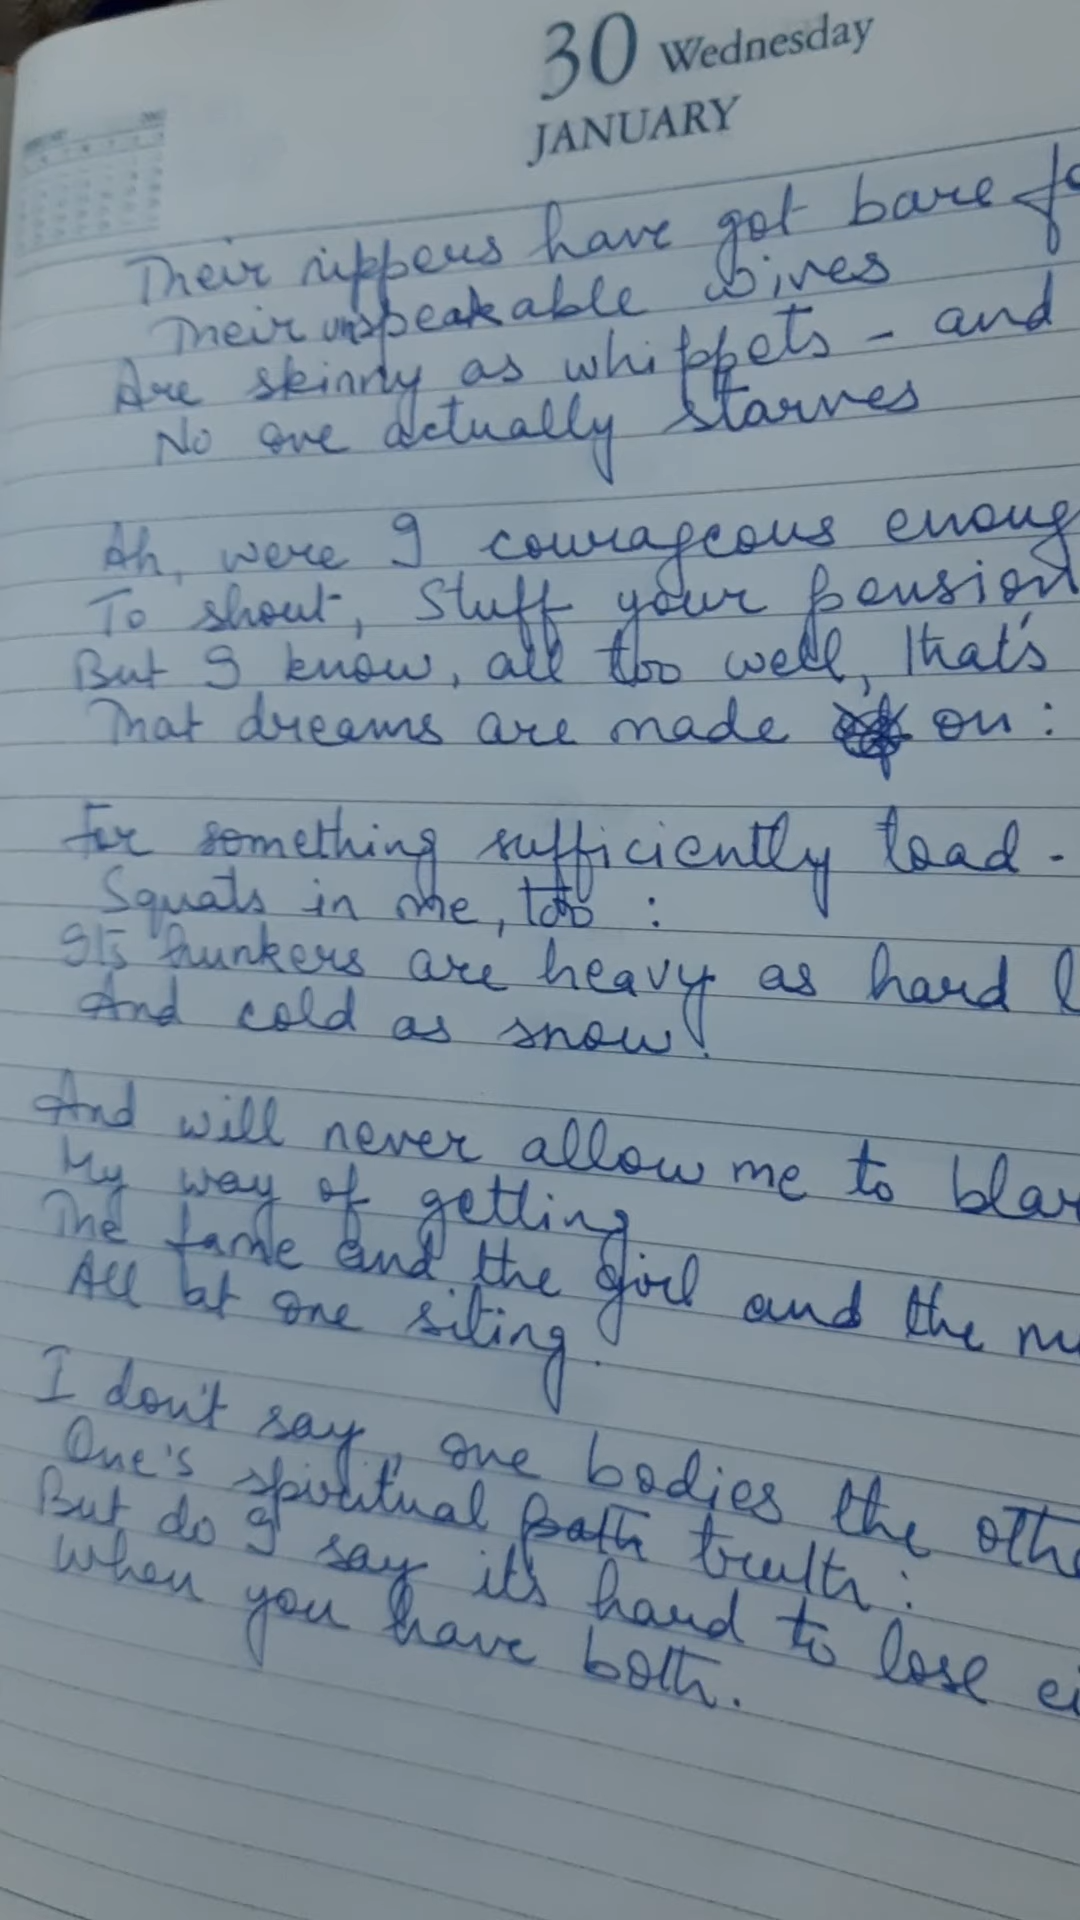 30 Wednesday
JANUARY
Their nippers have got bare
Their unspeakable wives
Are skinny as whippets - and
No one actually starves
Ah, were I courageous enoug
To shout, Stuff your pension
But I know, all too well, that's
That dreams are made on:
For something sufficiently toad -
Squats in me, too :
Its hunkers are heavy as hard
And cold as snow.
And will never allow me to blar
My way of getting
The fame and the girl and the
All at one siting.
I don't say, one bodies the othe
One's spiritual truth :
But do I say it's hard to lose ei
When you have both.